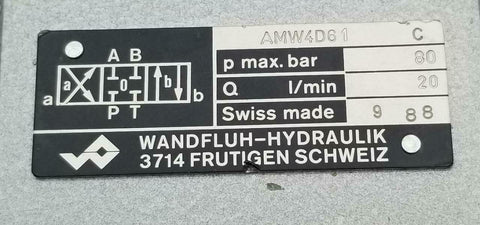 AMW4D61 C
A B
a a 0 b b
P T
p max. bar 80
Q l/min 20
Swiss made 9 88
WANDFLUH-HYDRAULIK
3714 FRUTIGEN SCHWEIZ